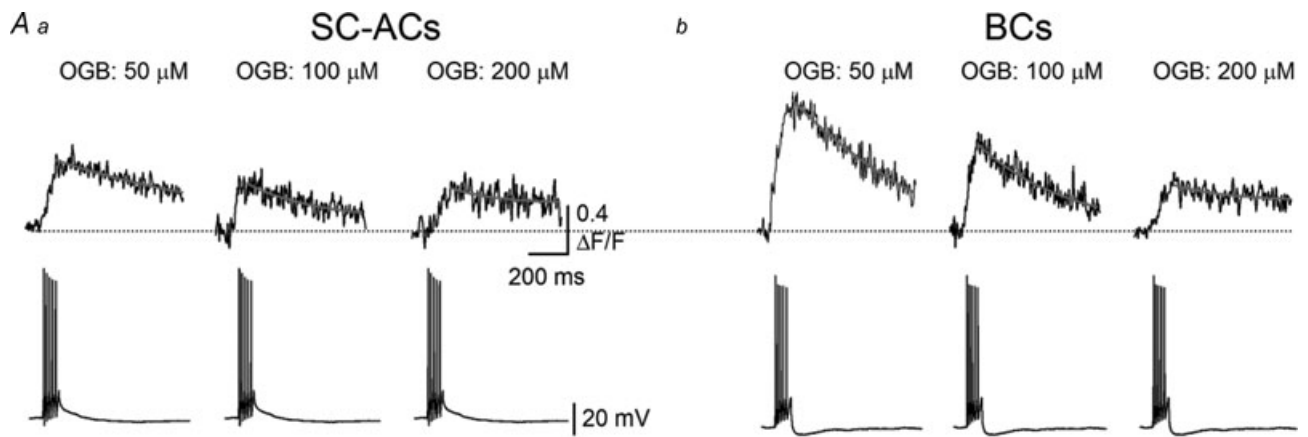 A a SC-ACs b BCs
OGB: 50 μM OGB: 100 μM OGB: 200 μM OGB: 50 μM OGB: 100 μM OGB: 200 μM
0.4
ΔF/F
200 ms
20 mV